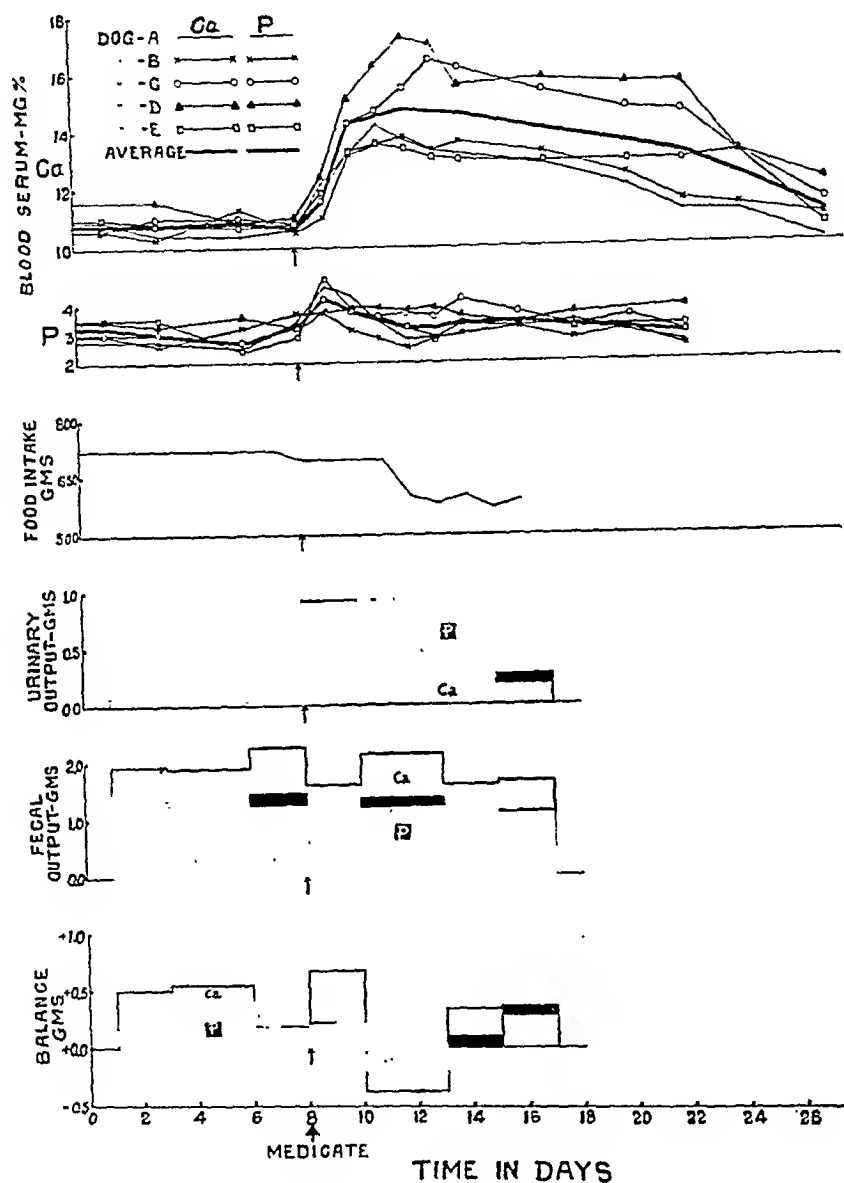 Ca P
DOG-A
" -B
" -C
" -D
" -E
AVERAGE
BLOOD SERUM-MG%
Ca
18
16
14
12
10
P
4
3
2
FOOD INTAKE
GMS
800
650
500
URINARY
OUTPUT-GMS
1.0
0.5
0.0
P
Ca
FECAL
OUTPUT-GMS
2.0
1.0
0.0
Ca
P
BALANCE
GMS
+1.0
+0.5
+0.0
-0.5
Ca
0 2 4 6 8 10 12 14 16 18 20 22 24 26
MEDICATE
TIME IN DAYS